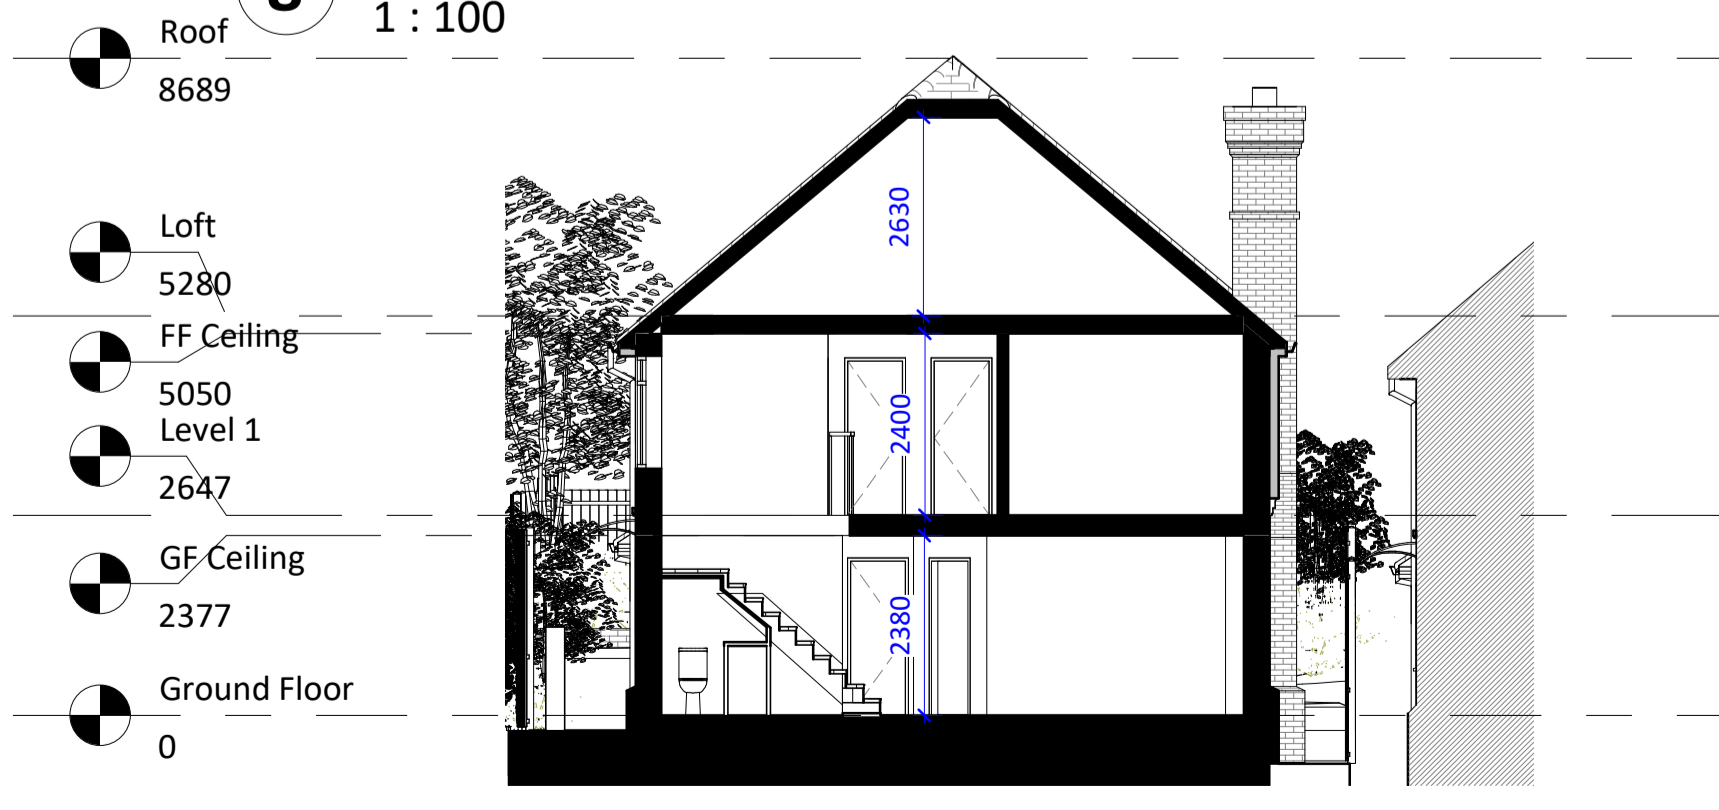 1 : 100
Roof
8689
Loft
5280
FF Ceiling
5050
Level 1
2647
GF Ceiling
2377
Ground Floor
0
2630
2400
2380